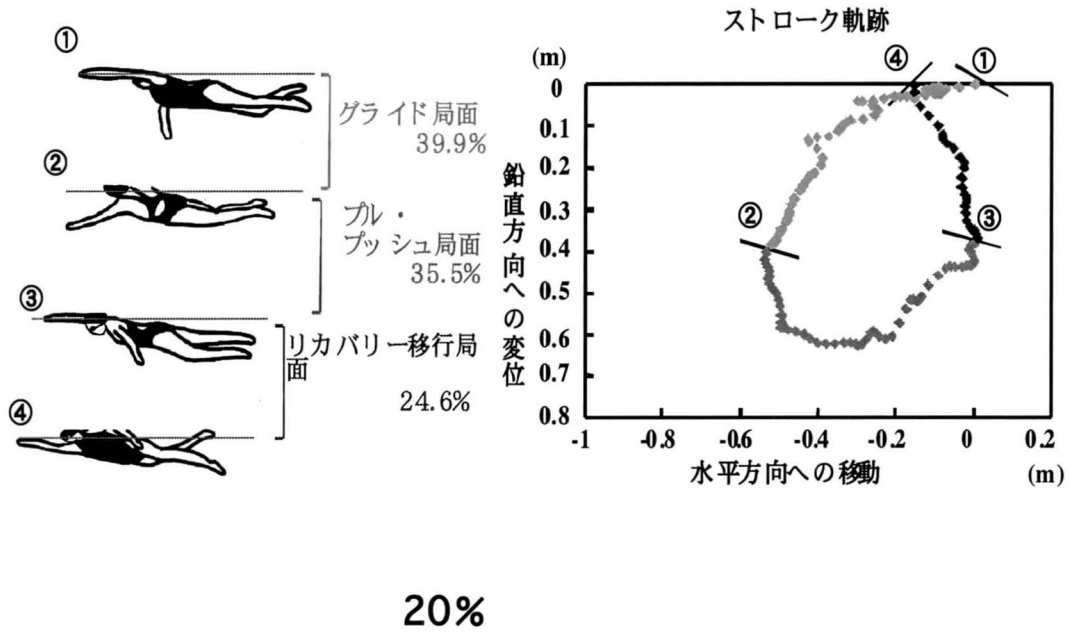 ①
グライド局面
39.9%
②
プル・
プッシュ局面
35.5%
③
リカバリー移行局
面
24.6%
④
ストローク軌跡
(m)
④
①
0
0.1
0.2
0.3
0.4
0.5
0.6
0.7
0.8
鉛直方向への変位
②
③
-1
-0.8
-0.6
-0.4
-0.2
0
0.2
水平方向への移動
(m)
20%